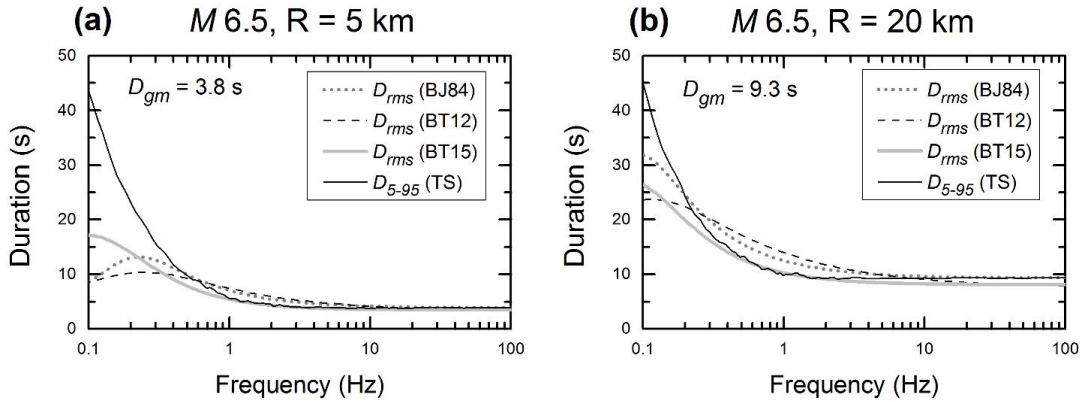 (a) M 6.5, R = 5 km
50
40
30
20
10
0
Duration (s)
D_gm = 3.8 s
D_rms (BJ84)
D_rms (BT12)
D_rms (BT15)
D_5-95 (TS)
0.1 1 10 100
Frequency (Hz)
(b) M 6.5, R = 20 km
50
40
30
20
10
0
Duration (s)
D_gm = 9.3 s
D_rms (BJ84)
D_rms (BT12)
D_rms (BT15)
D_5-95 (TS)
0.1 1 10 100
Frequency (Hz)